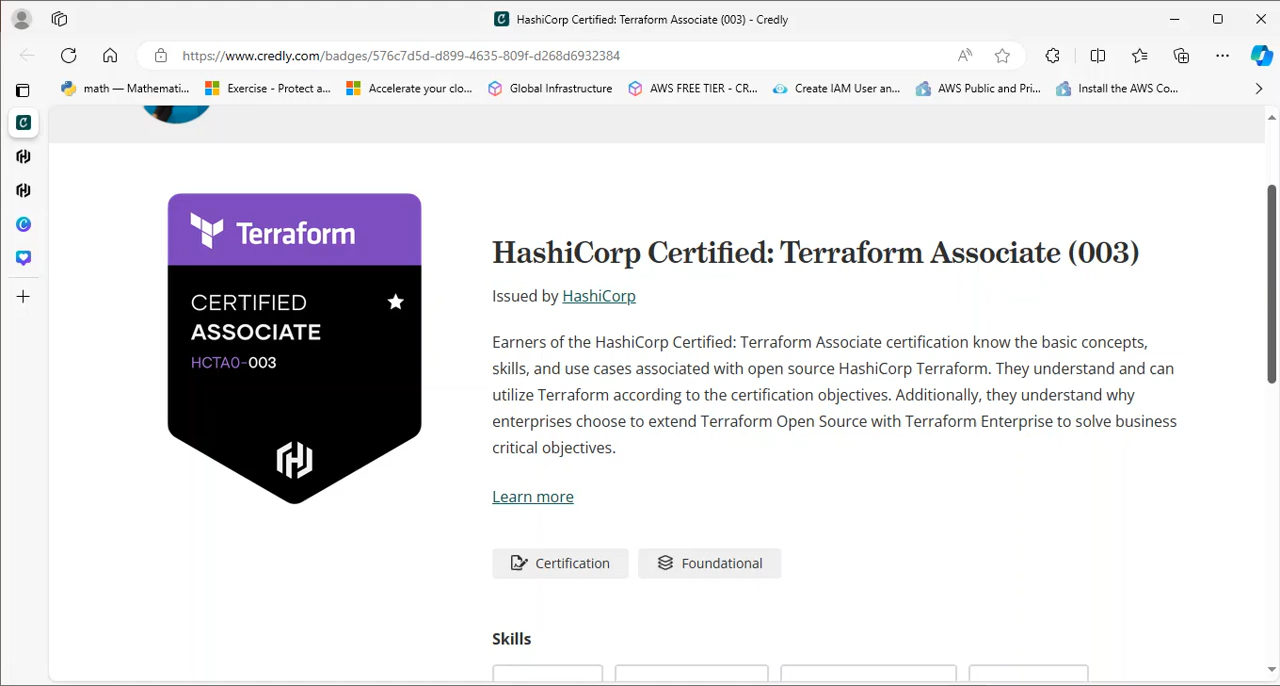 HashiCorp Certified: Terraform Associate (003) - Credly
https://www.credly.com/badges/576c7d5d-d899-4635-809f-d268d6932384
math — Mathemati...
Exercise - Protect a...
Accelerate your clo...
Global Infrastructure
AWS FREE TIER - CR...
Create IAM User an...
AWS Public and Pri...
Install the AWS Co...
Terraform
CERTIFIED
ASSOCIATE
HCTA0-003
HashiCorp Certified: Terraform Associate (003)
Issued by HashiCorp
Earners of the HashiCorp Certified: Terraform Associate certification know the basic concepts,
skills, and use cases associated with open source HashiCorp Terraform. They understand and can
utilize Terraform according to the certification objectives. Additionally, they understand why
enterprises choose to extend Terraform Open Source with Terraform Enterprise to solve business
critical objectives.
Learn more
Certification
Foundational
Skills